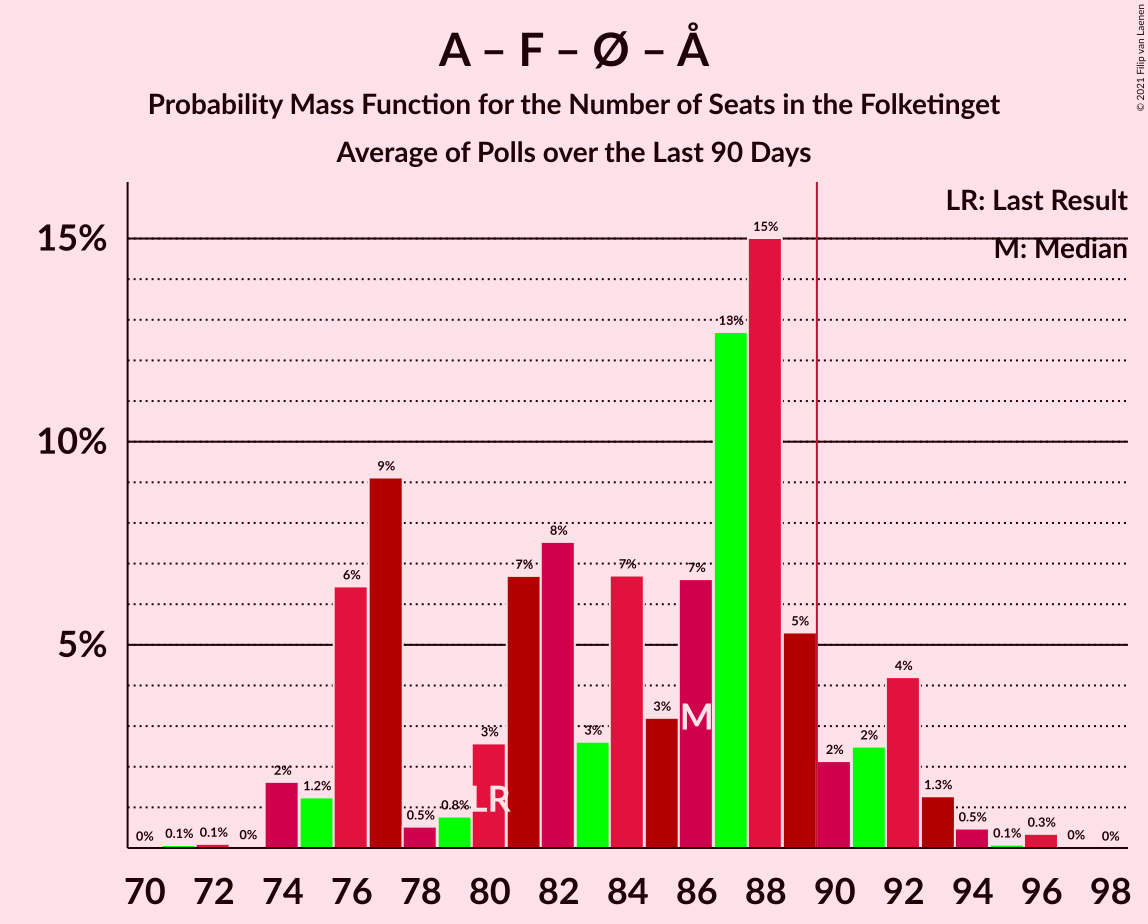 A – F – Ø – Å
Probability Mass Function for the Number of Seats in the Folketinget
Average of Polls over the Last 90 Days
© 2021 Filip van Laenen
LR: Last Result
M: Median
15%
10%
5%
0% 0.1% 0.1% 0% 2% 1.2% 6% 9% 0.5% 0.8% 3% 7% 8% 3% 7% 3% 7% 13% 15% 5% 2% 2% 4% 1.3% 0.5% 0.1% 0.3% 0% 0%
LR
M
70 72 74 76 78 80 82 84 86 88 90 92 94 96 98